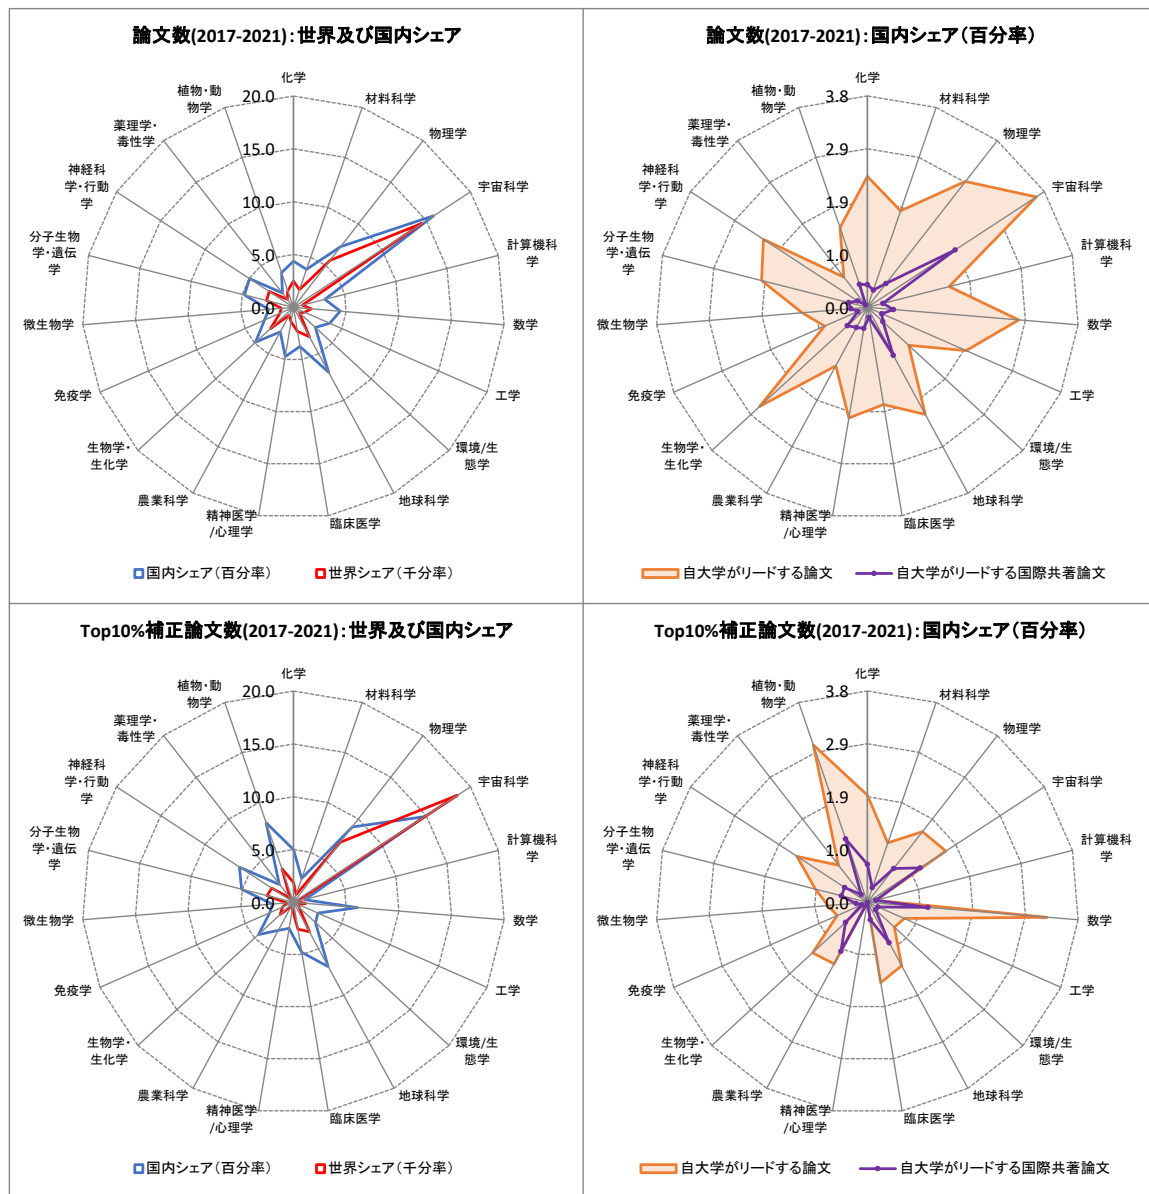 論文数(2017-2021):世界及び国内シェア
化学
材料科学
物理学
宇宙科学
計算機科
学
数学
工学
環境/生
態学
地球科学
臨床医学
精神医学
/心理学
農業科学
生物学・
生化学
免疫学
微生物学
分子生物
学・遺伝
学
神経科
学・行動
学
薬理学・
毒性学
植物・動
物学
20.0
15.0
10.0
5.0
0.0
国内シェア(百分率)
世界シェア(千分率)
論文数(2017-2021):国内シェア(百分率)
化学
材料科学
物理学
宇宙科学
計算機科
学
数学
工学
環境/生
態学
地球科学
臨床医学
精神医学
/心理学
農業科学
生物学・
生化学
免疫学
微生物学
分子生物
学・遺伝
学
神経科
学・行動
学
薬理学・
毒性学
植物・動
物学
3.8
2.9
1.9
1.0
0.0
自大学がリードする論文
自大学がリードする国際共著論文
Top10%補正論文数(2017-2021):世界及び国内シェア
化学
材料科学
物理学
宇宙科学
計算機科
学
数学
工学
環境/生
態学
地球科学
臨床医学
精神医学
/心理学
農業科学
生物学・
生化学
免疫学
微生物学
分子生物
学・遺伝
学
神経科
学・行動
学
薬理学・
毒性学
植物・動
物学
20.0
15.0
10.0
5.0
0.0
国内シェア(百分率)
世界シェア(千分率)
Top10%補正論文数(2017-2021):国内シェア(百分率)
化学
材料科学
物理学
宇宙科学
計算機科
学
数学
工学
環境/生
態学
地球科学
臨床医学
精神医学
/心理学
農業科学
生物学・
生化学
免疫学
微生物学
分子生物
学・遺伝
学
神経科
学・行動
学
薬理学・
毒性学
植物・動
物学
3.8
2.9
1.9
1.0
0.0
自大学がリードする論文
自大学がリードする国際共著論文